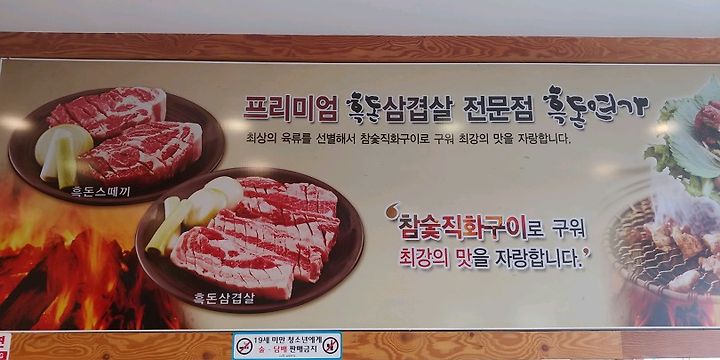 프리미엄 흑돈삼겹살 전문점 흑돈연가
최상의 육류를 선별해서 참숯직화구이로 구워 최강의 맛을 자랑합니다.
흑돈스떼끼
'참숯직화구이로 구워
최강의 맛을 자랑합니다.'
흑돈삼겹살
19세 미만 청소년에게
술 · 담배 판매금지